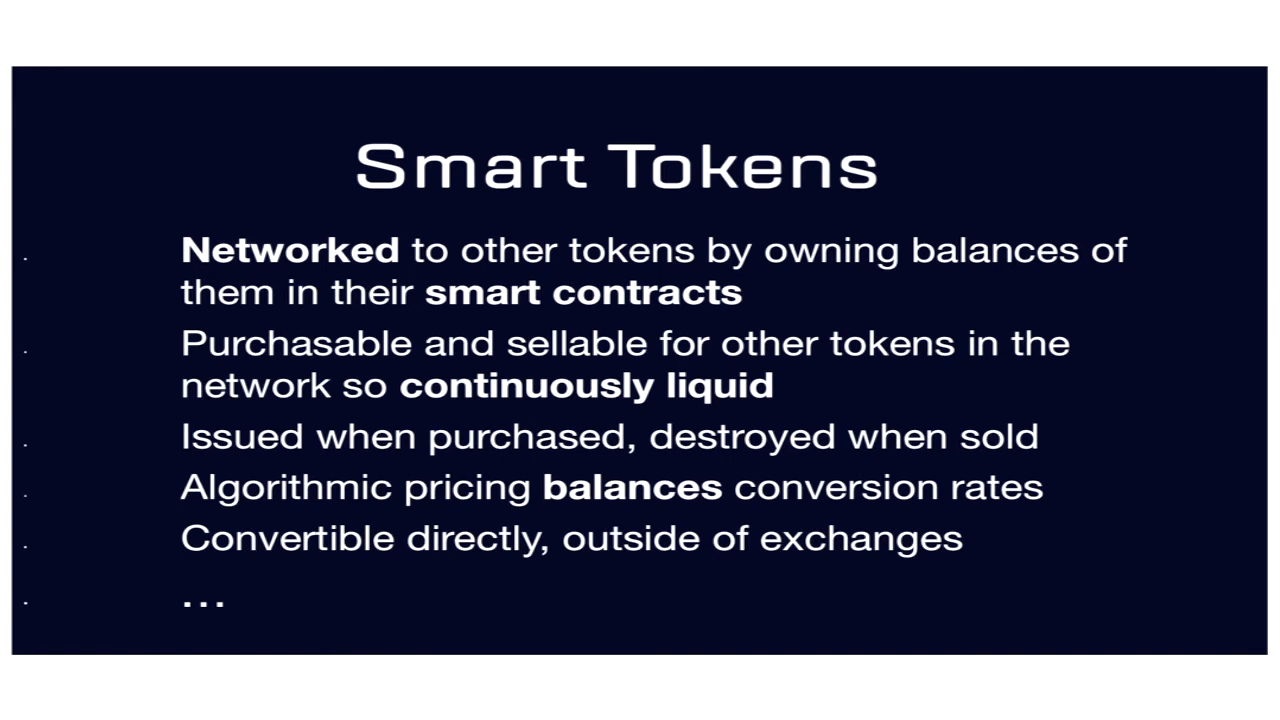 Smart Tokens
Networked to other tokens by owning balances of
them in their smart contracts
Purchasable and sellable for other tokens in the
network so continuously liquid
Issued when purchased, destroyed when sold
Algorithmic pricing balances conversion rates
Convertible directly, outside of exchanges
...